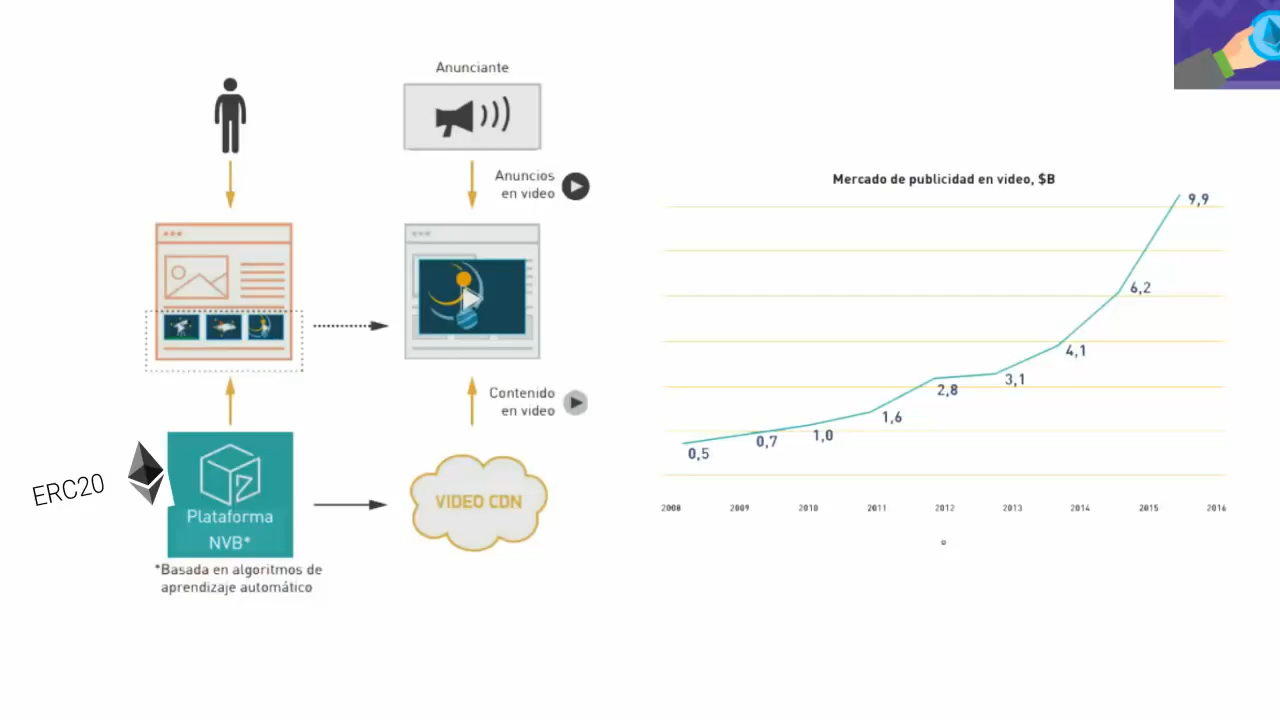 Anunciante
Anuncios
en video
Contenido
en video
ERC20
Plataforma
NVB*
*Basada en algoritmos de
aprendizaje automático
VIDEO CDN
Mercado de publicidad en video, $B
9,9
6,2
4,1
3,1
2,8
1,6
1,0
0,7
0,5
2008 2009 2010 2011 2012 2013 2014 2015 2016